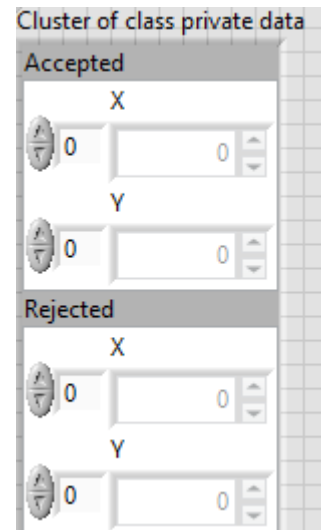 Cluster of class private data
Accepted
X
0 0
Y
0 0
Rejected
X
0 0
Y
0 0